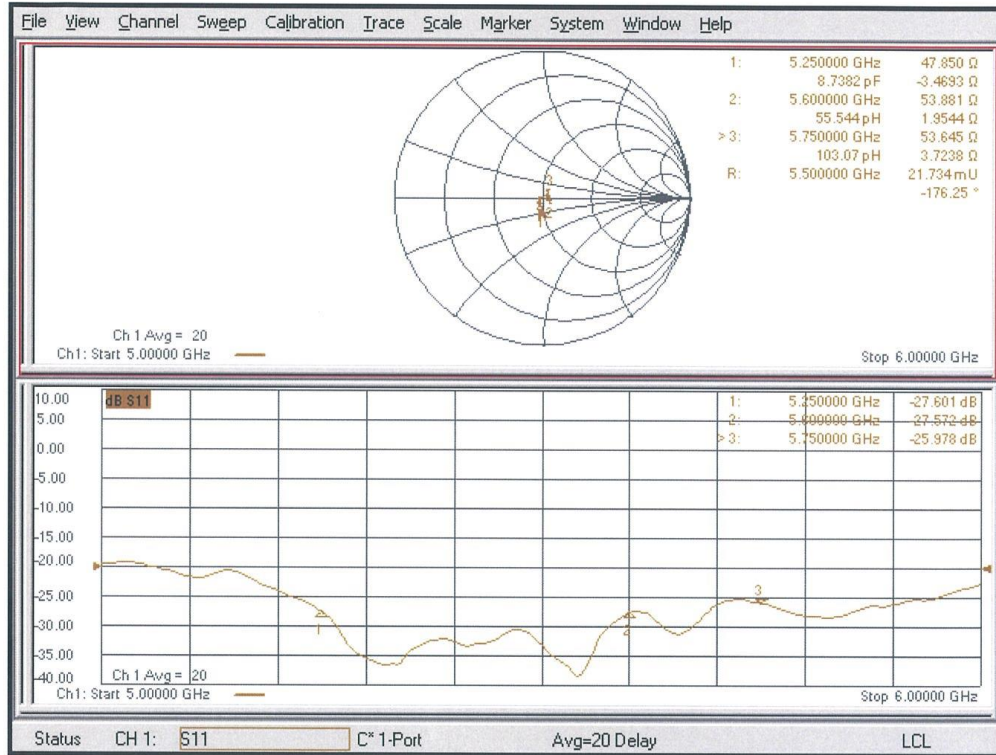 File View Channel Sweep Calibration Trace Scale Marker System Window Help
1: 5.250000 GHz 47.850 Ω
8.7382 pF -3.4693 Ω
2: 5.600000 GHz 53.881 Ω
55.544 pH 1.9544 Ω
> 3: 5.750000 GHz 53.645 Ω
103.07 pH 3.7238 Ω
R: 5.500000 GHz 21.734 mU
-176.25 °
3
2
1
Ch 1 Avg = 20
Ch1: Start 5.00000 GHz
Stop 6.00000 GHz
10.00
dB S11
1: 5.250000 GHz -27.601 dB
5.00
2: 5.600000 GHz -27.572 dB
> 3: 5.750000 GHz -25.978 dB
0.00
-5.00
-10.00
-15.00
-20.00
-25.00
3
-30.00
1
2
-35.00
-40.00
Ch 1 Avg = 20
Ch1: Start 5.00000 GHz
Stop 6.00000 GHz
Status CH 1: S11 C* 1-Port Avg=20 Delay LCL